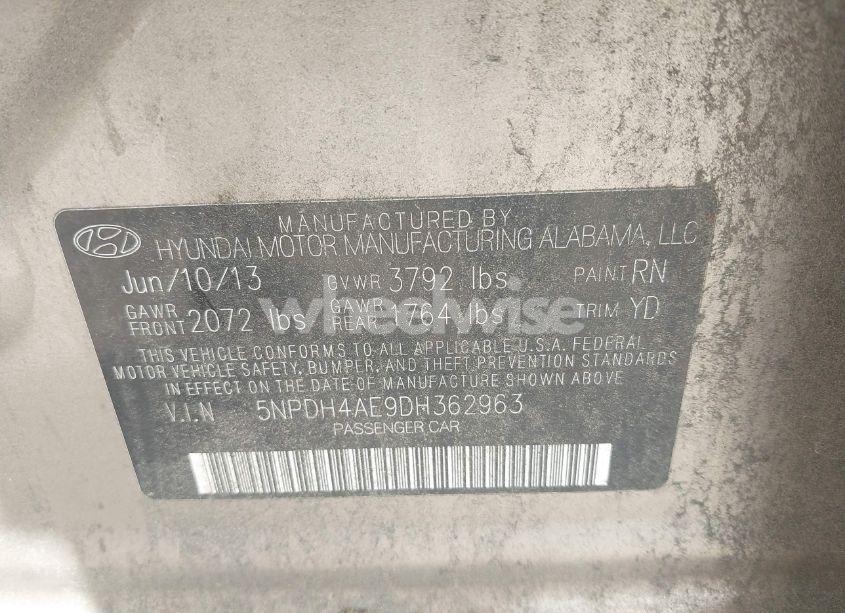 MANUFACTURED BY
HYUNDAI MOTOR MANUFACTURING ALABAMA, LLC
Jun/10/13 GVWR 3792 lbs PAINT RN
GAWR FRONT 2072 lbs GAWR REAR 1764 lbs TRIM YD
THIS VEHICLE CONFORMS TO ALL APPLICABLE U.S.A. FEDERAL
MOTOR VEHICLE SAFETY, BUMPER, AND THEFT PREVENTION STANDARDS
IN EFFECT ON THE DATE OF MANUFACTURE SHOWN ABOVE
V.I.N 5NPDH4AE9DH362963
PASSENGER CAR
wheelwise